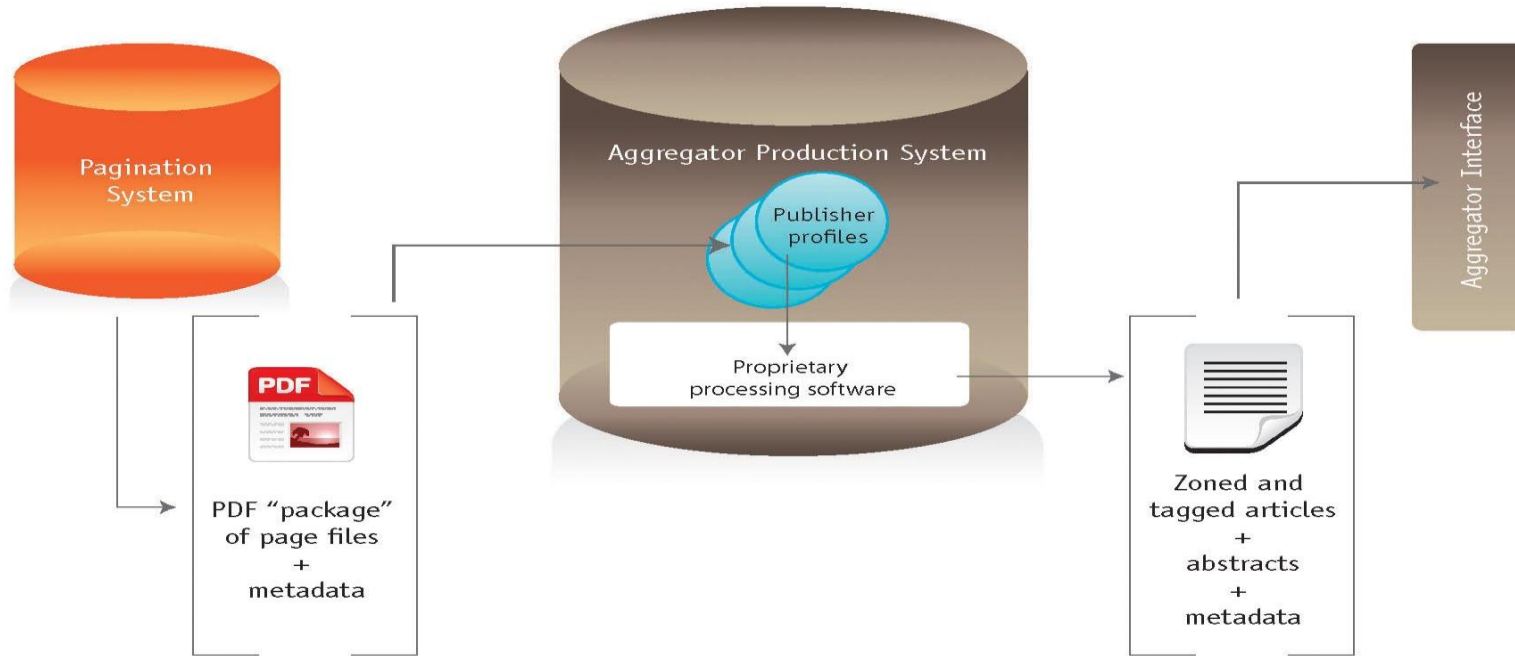 Pagination
System
PDF
PDF “package”
of page files
+
metadata
Aggregator Production System
Publisher
profiles
Proprietary
processing software
Zoned and
tagged articles
+
abstracts
+
metadata
Aggregator Interface